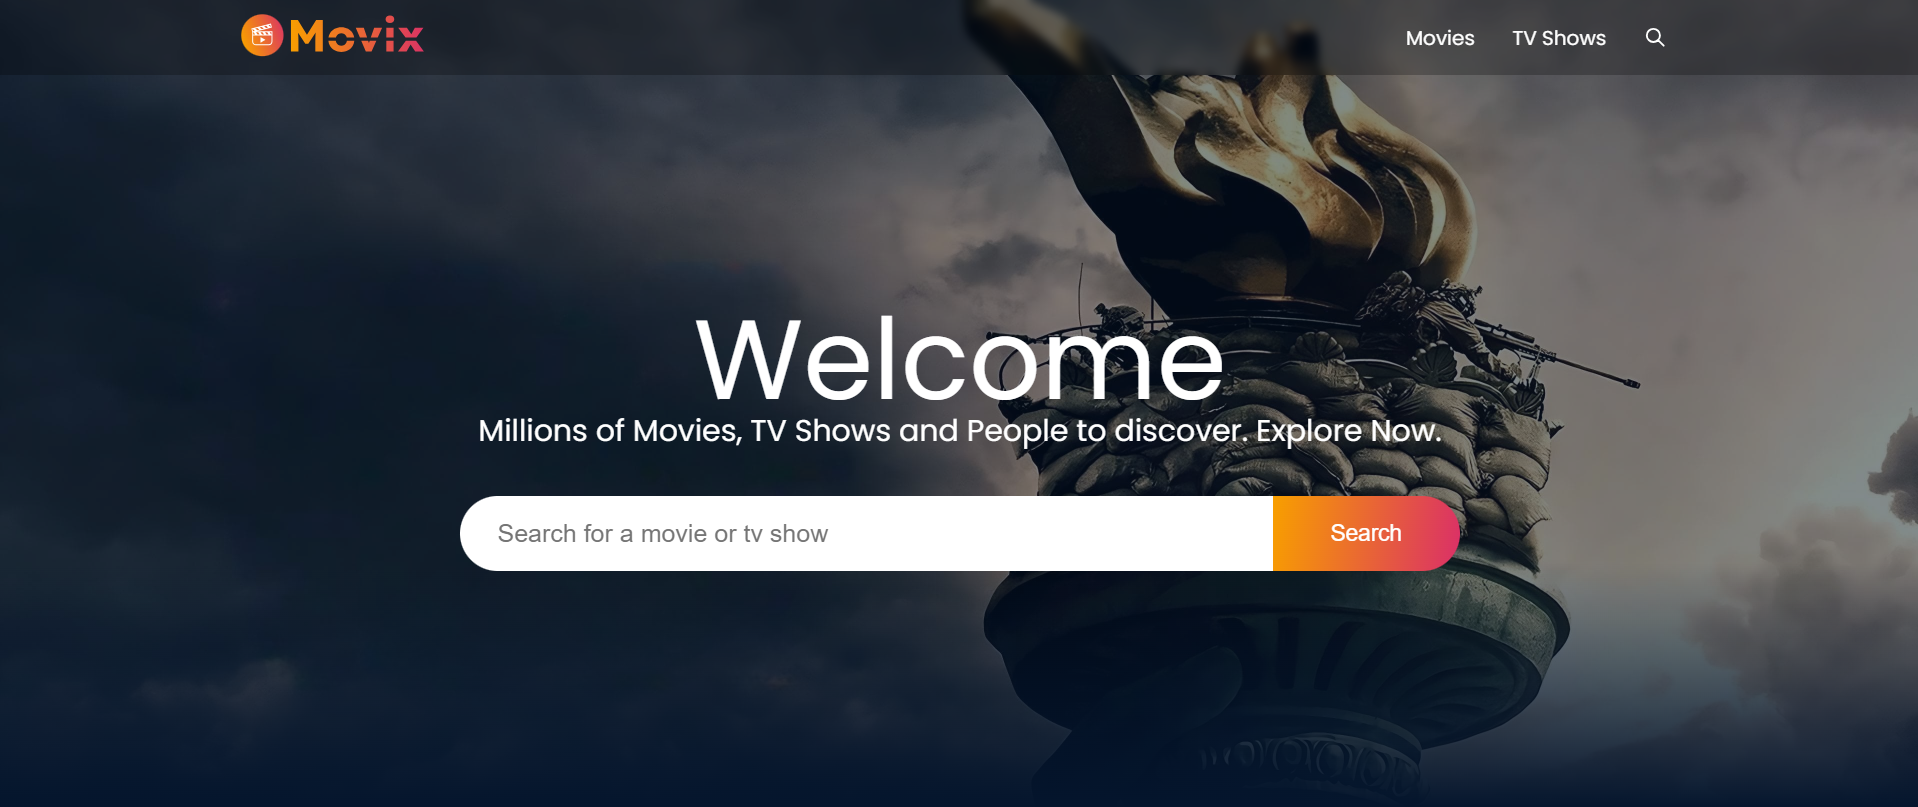 Movix
Movies
TV Shows
Welcome
Millions of Movies, TV Shows and People to discover. Explore Now.
Search for a movie or tv show
Search